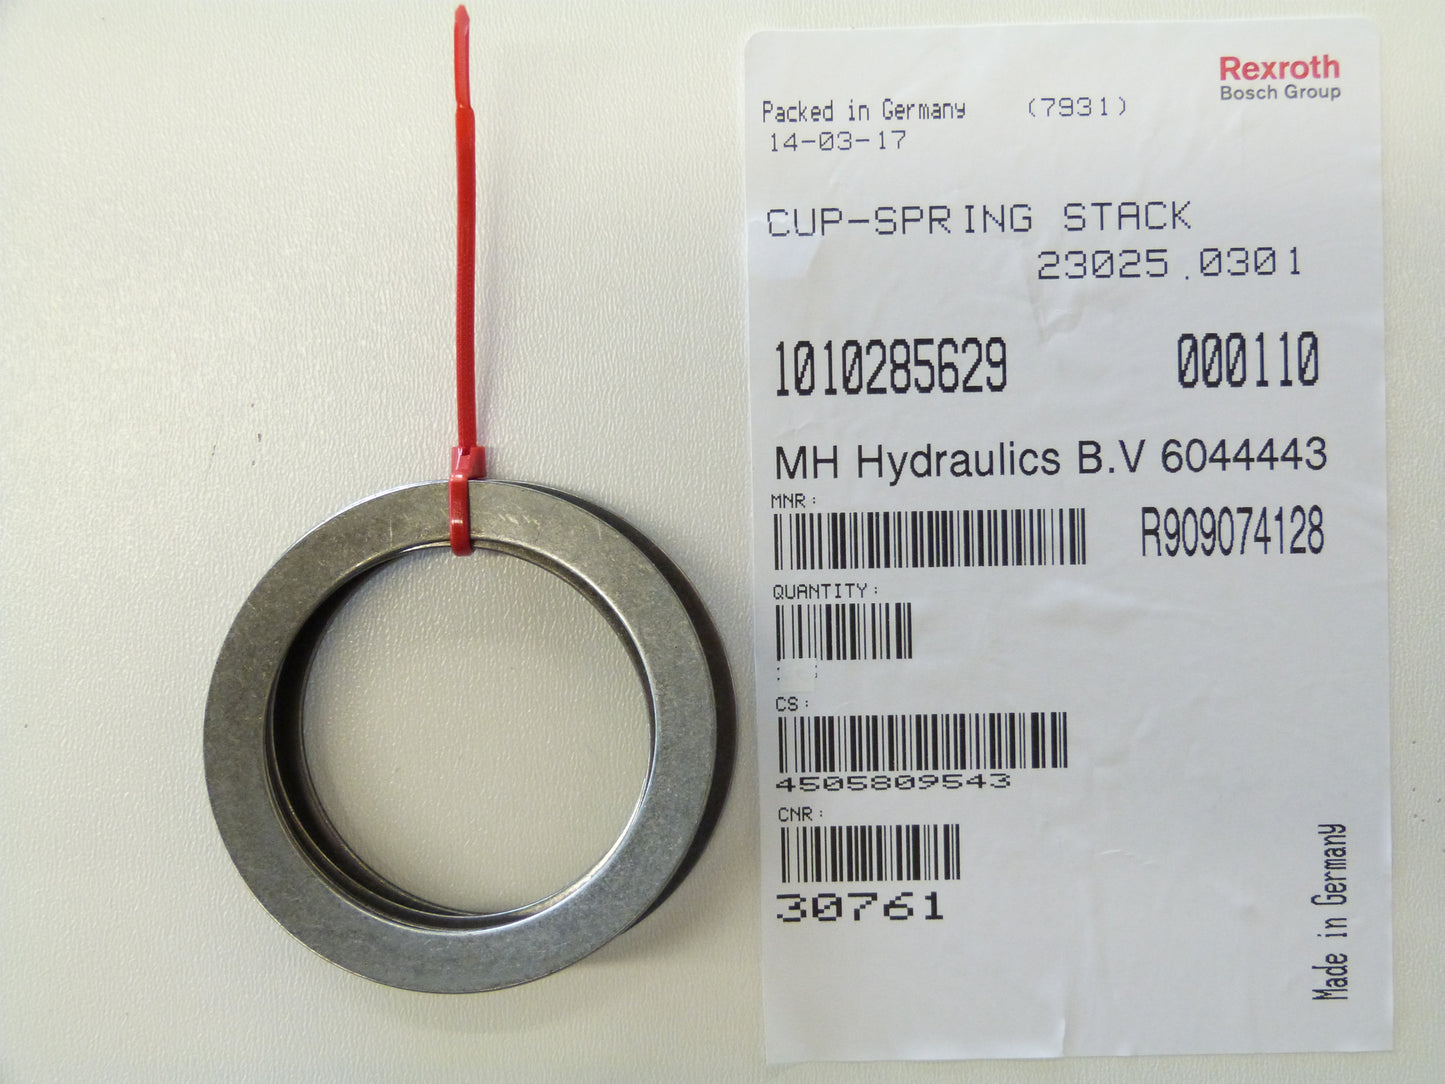 Rexroth
Bosch Group
Packed in Germany (7931)
14-03-17
CUP-SPRING STACK
23025.0301
1010285629 000110
MH Hydraulics B.V 6044443
MNR:
R909074128
QUANTITY:
CS:
4505809543
CNR:
30761
Made in Germany